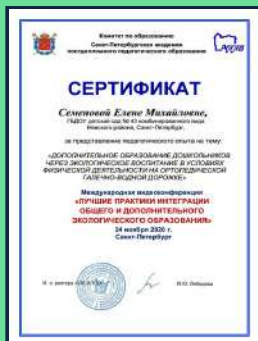 Комитет по образованию
Санкт-Петербургская академия
постдипломного педагогического образования
СЕРТИФИКАТ
Семеновой Елене Михайловне,
ГБДОУ детский сад № 43 комбинированного вида
Невского района, Санкт-Петербург,
за представление педагогического опыта на тему:
«ДОПОЛНИТЕЛЬНОЕ ОБРАЗОВАНИЕ ДОШКОЛЬНИКОВ
ЧЕРЕЗ ЭКОЛОГИЧЕСКОЕ ВОСПИТАНИЕ В УСЛОВИЯХ
ФИЗИЧЕСКОЙ ДЕЯТЕЛЬНОСТИ НА ОРТОПЕДИЧЕСКОЙ
ГАЛЕЧНО-ВОДНОЙ ДОРОЖКЕ»
Международная видеоконференция
«ЛУЧШИЕ ПРАКТИКИ ИНТЕГРАЦИИ
ОБЩЕГО И ДОПОЛНИТЕЛЬНОГО
ЭКОЛОГИЧЕСКОГО ОБРАЗОВАНИЯ»
24 ноября 2020 г.
Санкт-Петербург
И. о. ректора СПб АППО